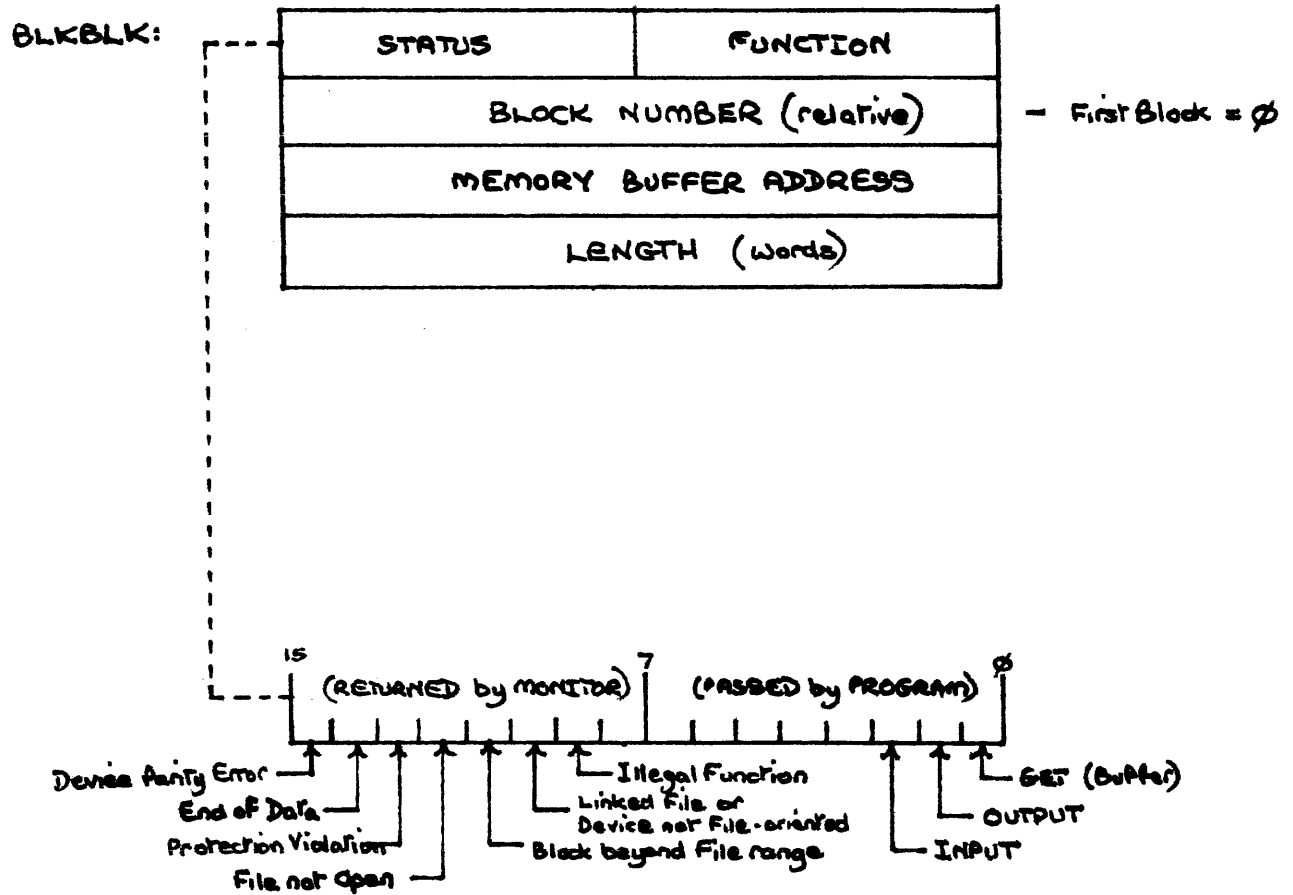 BLKBLK:
STATUS FUNCTION
BLOCK NUMBER (relative) - First Block = Ø
MEMORY BUFFER ADDRESS
LENGTH (words)
15 7 Ø
(RETURNED by MONITOR) (PASSED by PROGRAM)
Device Parity Error
End of Data
Protection Violation
File not Open
Illegal Function
Linked File or
Device not File-oriented
Block beyond File range
GET (Buffer)
OUTPUT
INPUT